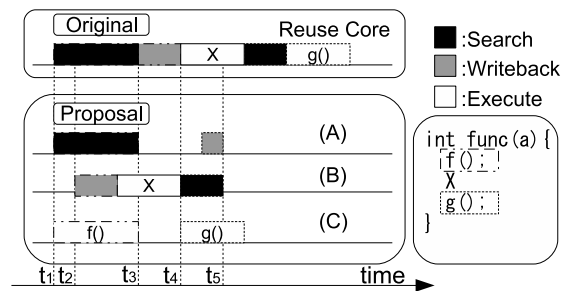 Original
Reuse Core
X
g()
:Search
:Writeback
:Execute
Proposal
(A)
(B)
X
(C)
f()
g()
int func(a){
f();
X
g();
}
t1 t2 t3 t4 t5 time